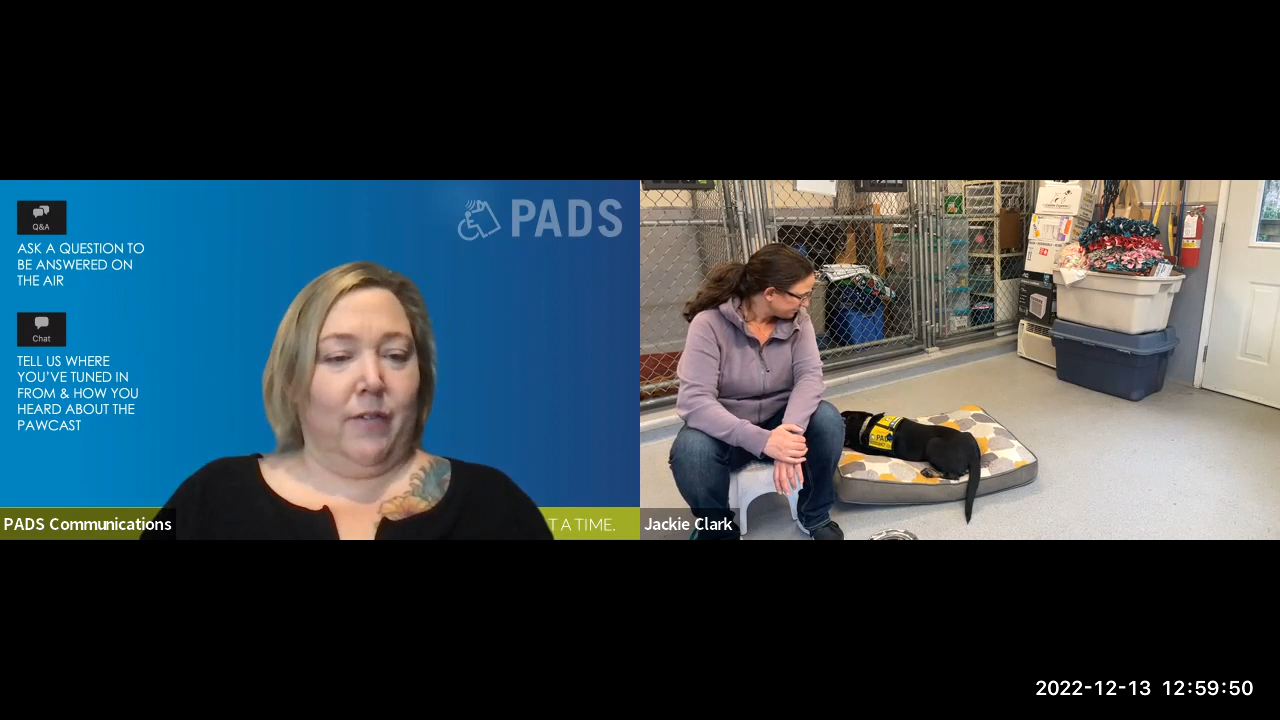 Q&A
ASK A QUESTION TO
BE ANSWERED ON
THE AIR
Chat
TELL US WHERE
YOU'VE TUNED IN
FROM & HOW YOU
HEARD ABOUT THE
PAWCAST
PADS
T A TIME.
PADS Communications
PADS
Jackie Clark
2022-12-13 12:59:50